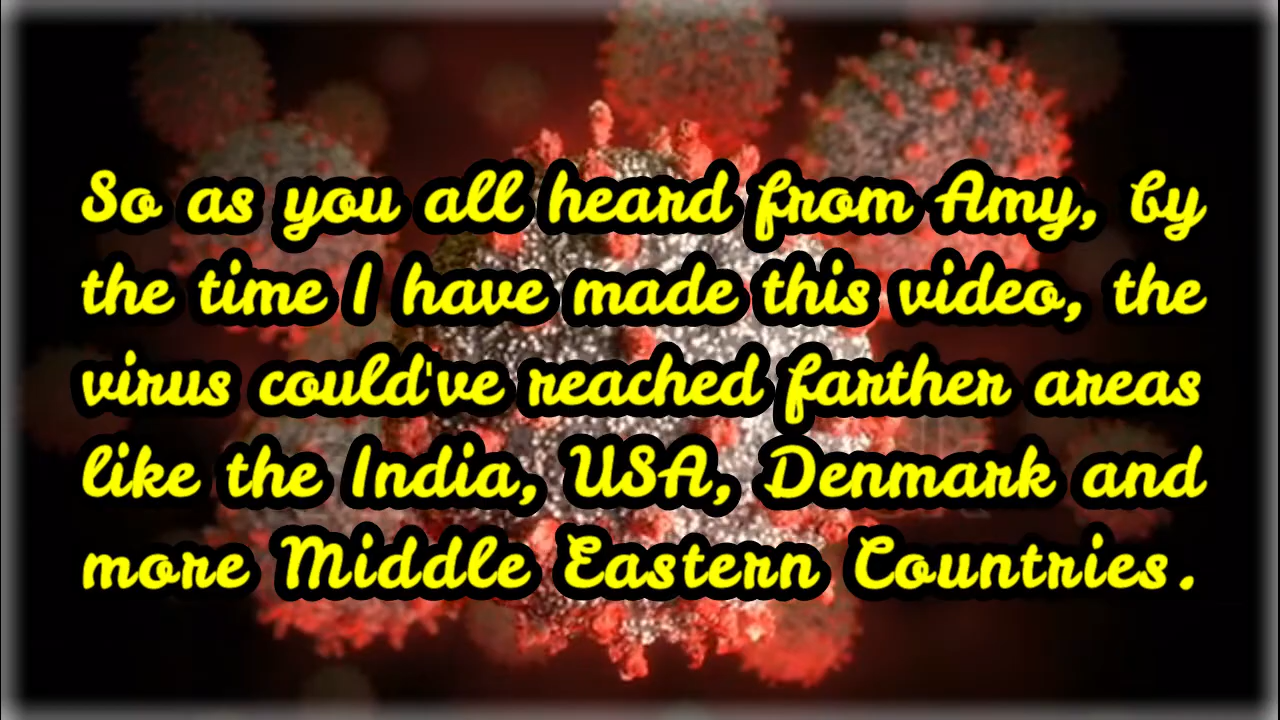 So as you all heard from Amy, by
the time I have made this video, the
virus could've reached farther areas
like the India, USA, Denmark and
more Middle Eastern Countries.